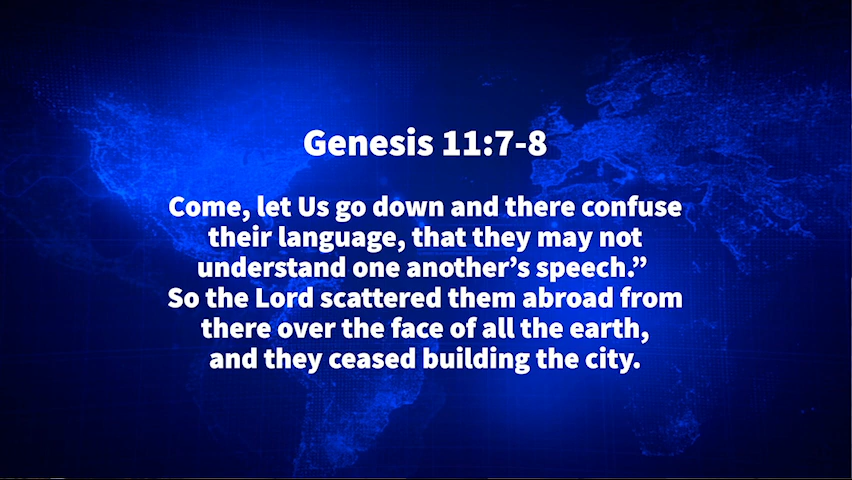 Genesis 11:7-8
Come, let Us go down and there confuse
their language, that they may not
understand one another’s speech.”
So the Lord scattered them abroad from
there over the face of all the earth,
and they ceased building the city.